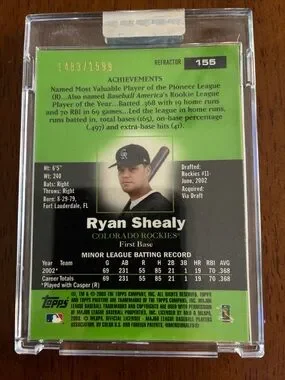 1483/1599
REFRACTOR 155
ACHIEVEMENTS
Named Most Valuable Player of the Pioneer League
(R)...Also named Baseball America's Rookie League
Player of the Year...Batted .368 with 19 home runs
and 70 RBI in 69 games...Led the league in home runs,
runs batted in, total bases (165), on-base percentage
(.497) and extra-base hits (41).
Ht: 6'5"
Wt: 240
Bats: Right
Throws: Right
Born: 8-29-79,
Fort Lauderdale, FL
Drafted:
Rockies #11-
June, 2002
Acquired:
Via Draft
Ryan Shealy
COLORADO ROCKIES®
First Base
MINOR LEAGUE BATTING RECORD
Year Team G AB R H 2B 3B HR RBI AVG
2002* 69 231 55 85 21 1 19 70 .368
Career Totals 69 231 55 85 21 1 19 70 .368
*Played with Casper (R)
Topps